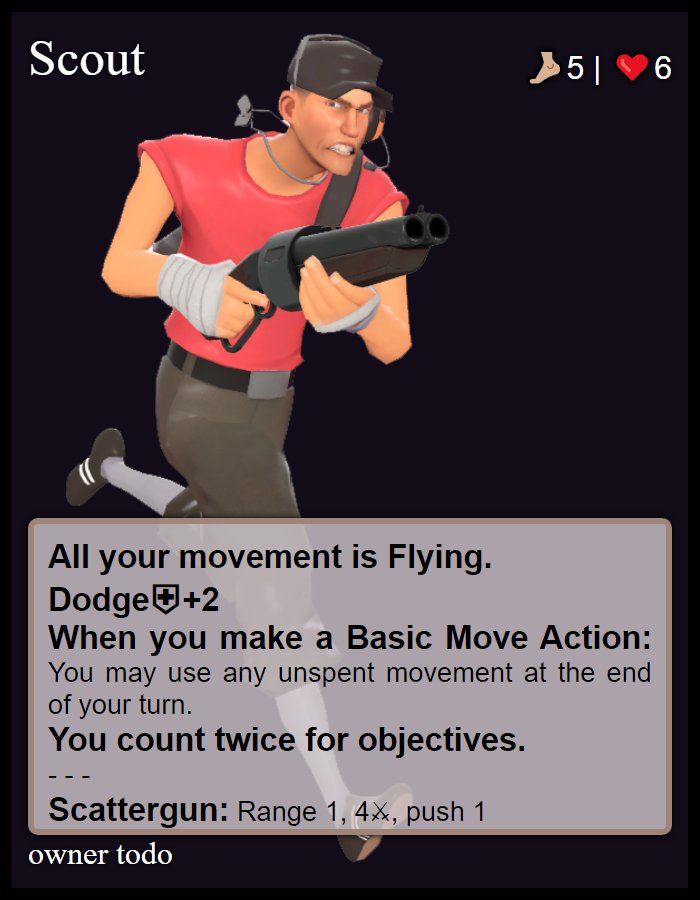 Scout
🦶5 | ❤️6
All your movement is Flying.
Dodge⛨+2
When you make a Basic Move Action:
You may use any unspent movement at the end
of your turn.
You count twice for objectives.
- - -
Scattergun: Range 1, 4⚔, push 1
owner todo